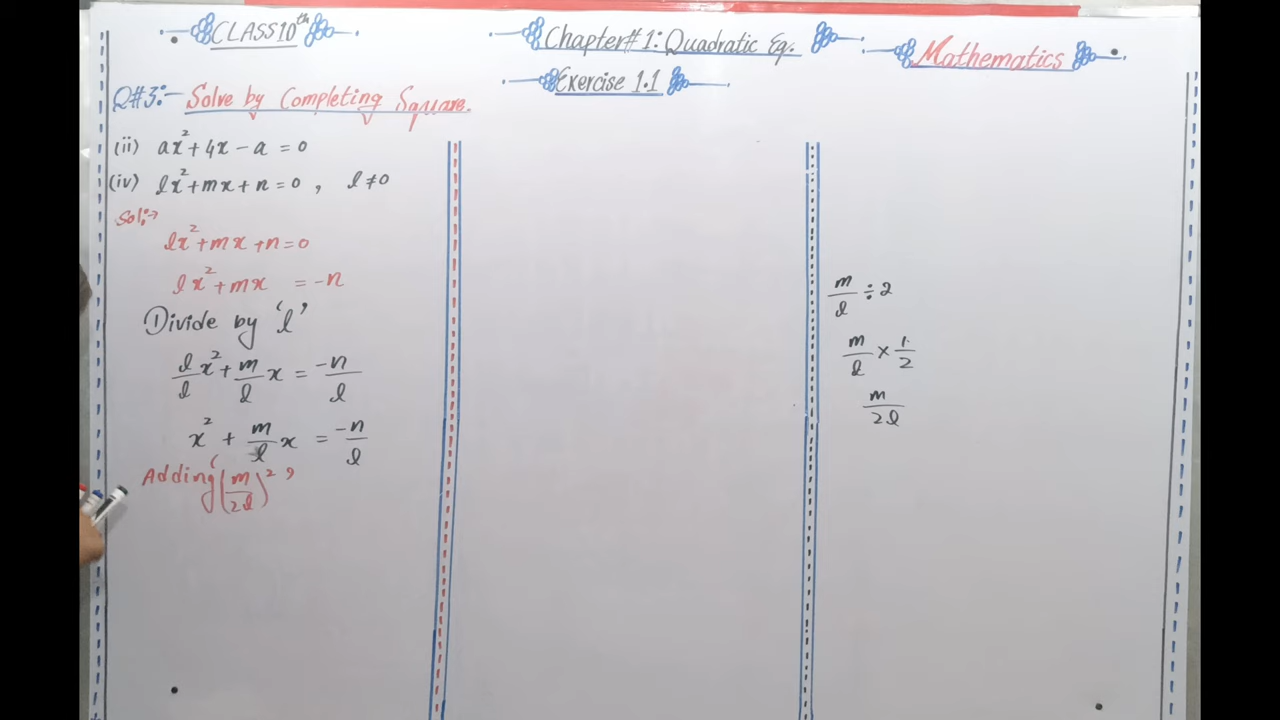 CLASS10th
Chapter# 1: Quadratic Eq.
Mathematics
Exercise 1.1
Q#3:- Solve by Completing Square.
(ii) ax²+4x-a=0
(iv) lx²+mx+n=0, l≠0
Sol:→
lx²+mx+n=0
lx²+mx =-n
Divide by 'l'
l/l x²+m/l x=-n/l
x²+m/l x=-n/l
Adding '(m/2l)²'
m/l ÷2
m/l × 1/2
m/2l